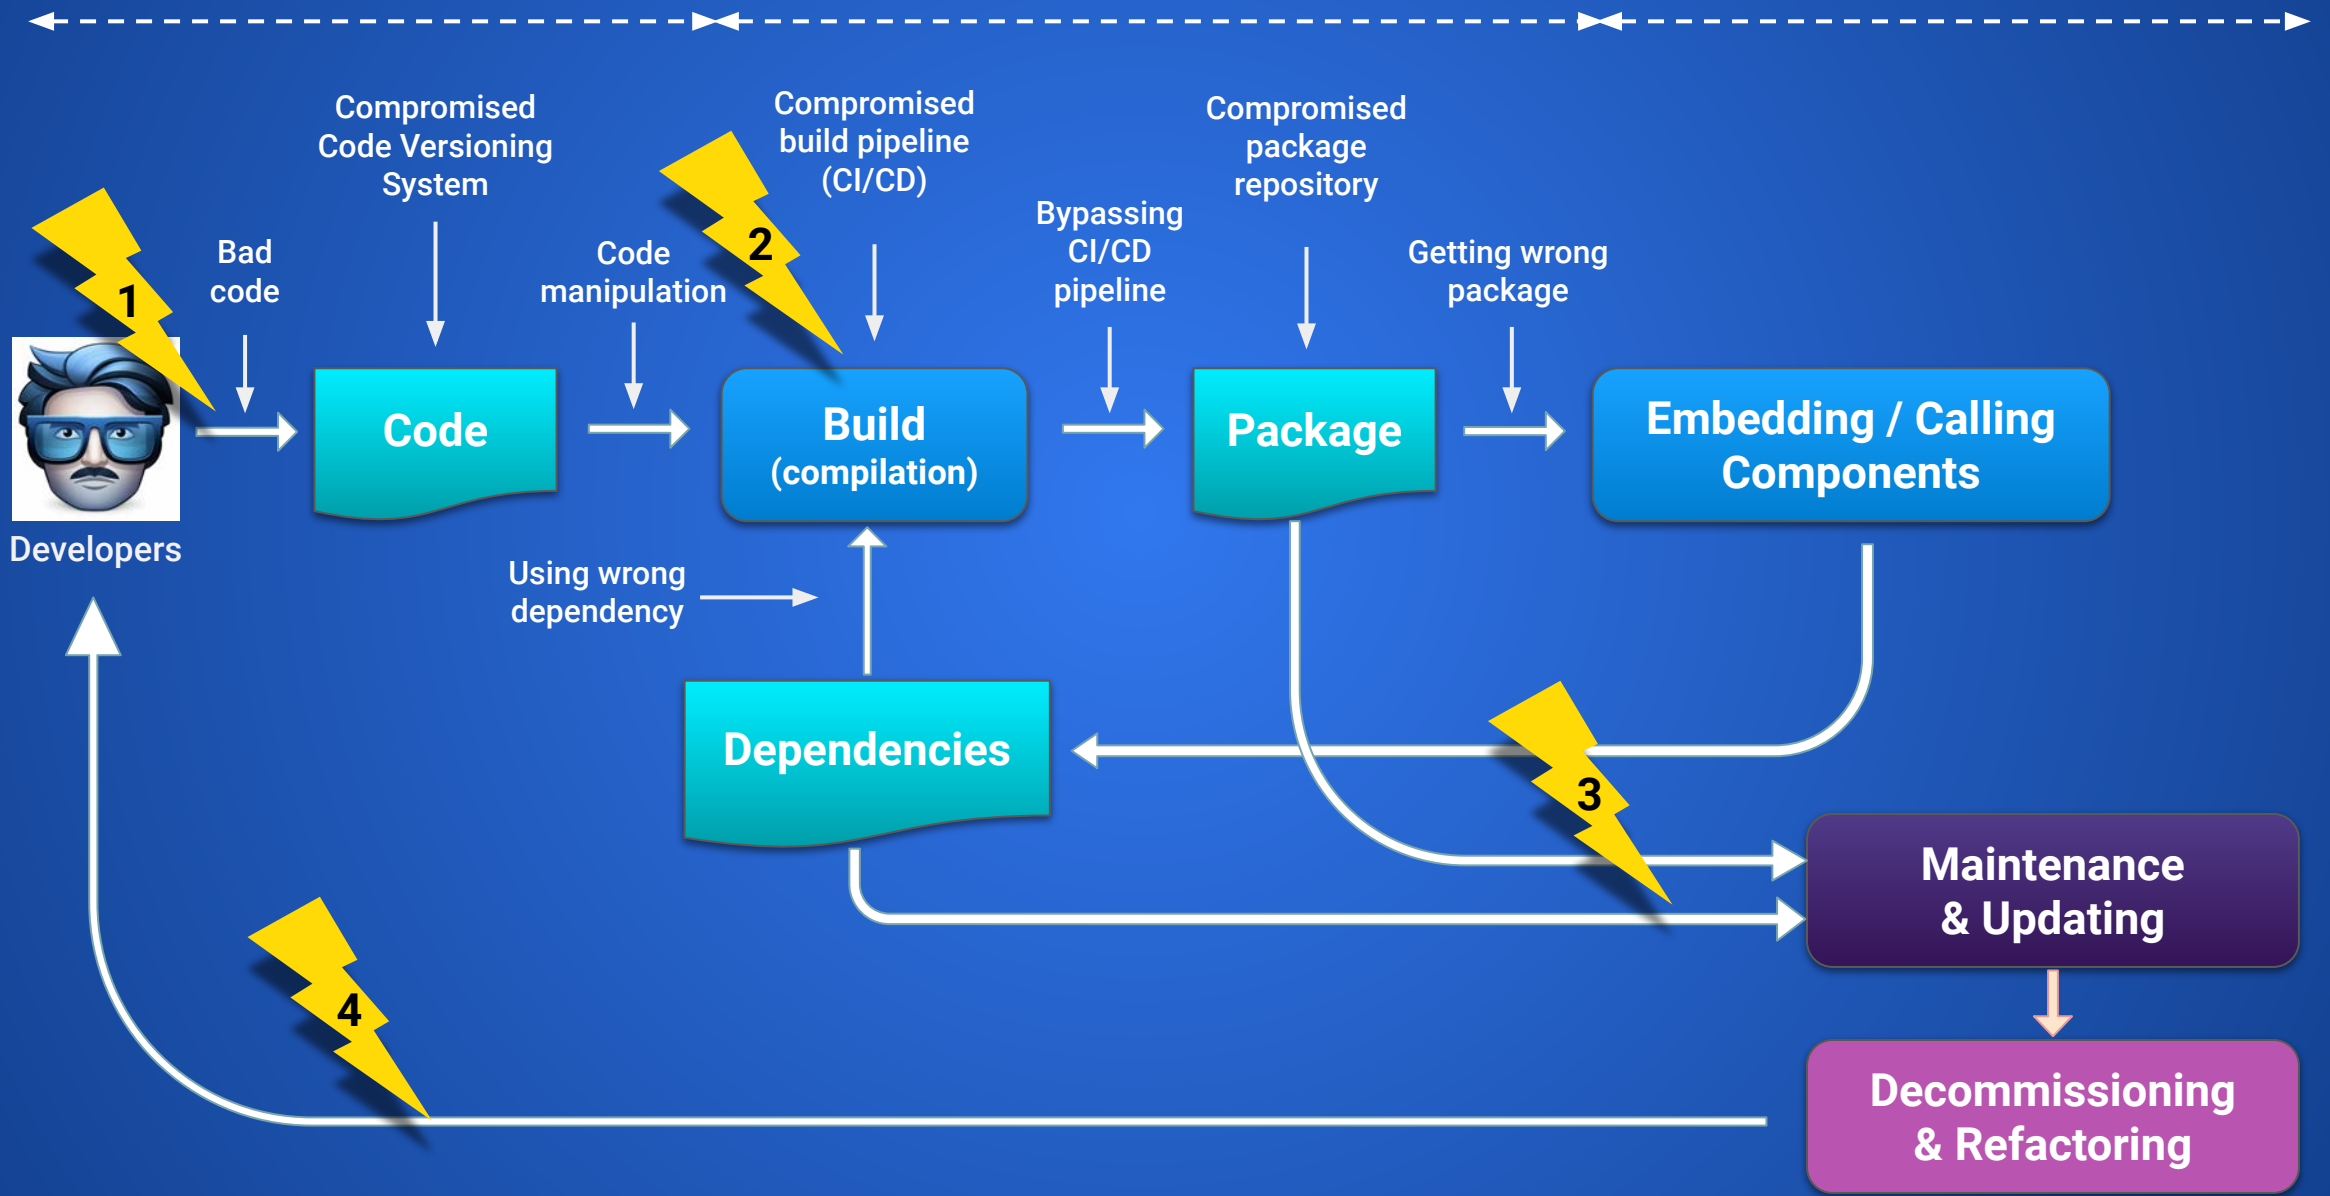 Compromised
Code Versioning
System
Compromised
build pipeline
(CI/CD)
Compromised
package
repository
Bad
code
Code
manipulation
Bypassing
CI/CD
pipeline
Getting wrong
package
1
2
Developers
Code
Build
(compilation)
Package
Embedding / Calling
Components
Using wrong
dependency
Dependencies
3
Maintenance
& Updating
4
Decommissioning
& Refactoring